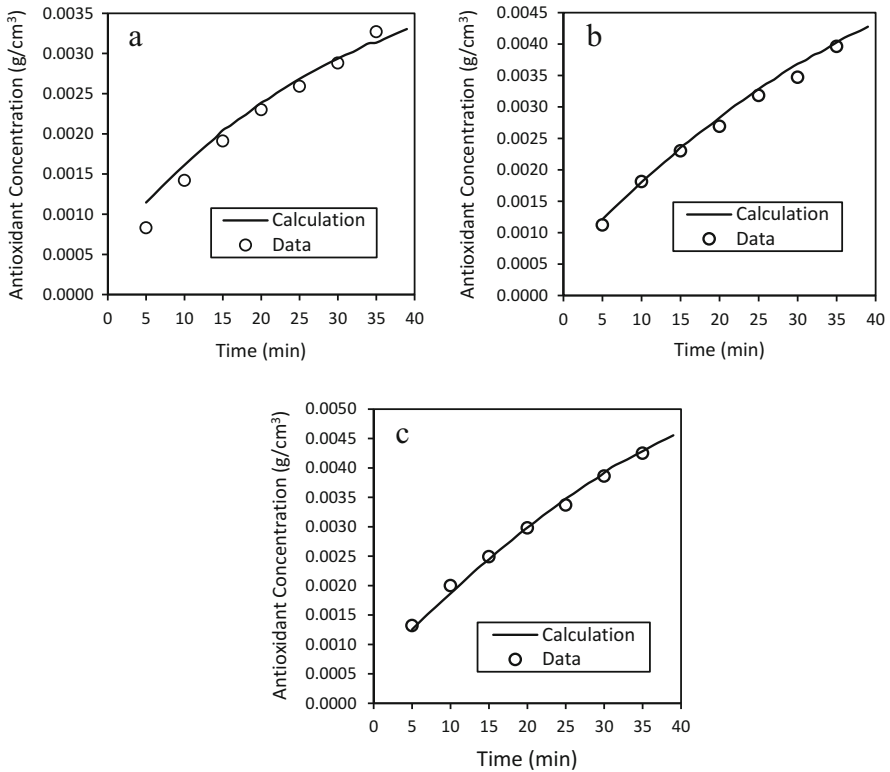 a
Antioxidant Concentration (g/cm³)
0.0035
0.0030
0.0025
0.0020
0.0015
0.0010
0.0005
0.0000
Calculation
Data
0 5 10 15 20 25 30 35 40
Time (min)
b
Antioxidant Concentration (g/cm³)
0.0045
0.0040
0.0035
0.0030
0.0025
0.0020
0.0015
0.0010
0.0005
0.0000
Calculation
Data
0 5 10 15 20 25 30 35 40
Time (min)
c
Antioxidant Concentration (g/cm³)
0.0050
0.0045
0.0040
0.0035
0.0030
0.0025
0.0020
0.0015
0.0010
0.0005
0.0000
Calculation
Data
0 5 10 15 20 25 30 35 40
Time (min)